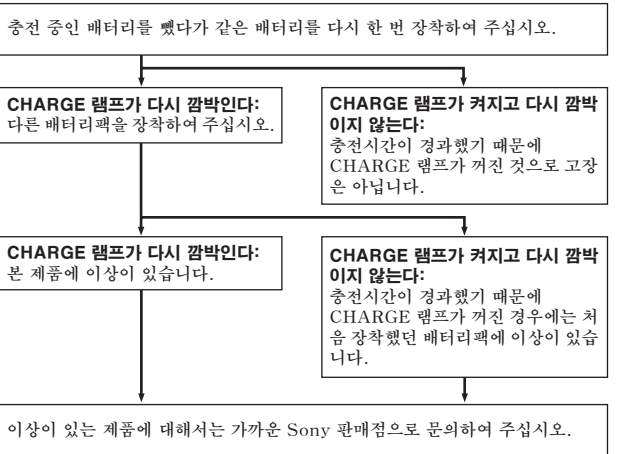 충전 중인 배터리를 뺐다가 같은 배터리를 다시 한 번 장착하여 주십시오.
CHARGE 램프가 다시 깜박인다:
다른 배터리팩을 장착하여 주십시오.
CHARGE 램프가 켜지고 다시 깜박
이지 않는다:
충전시간이 경과했기 때문에
CHARGE 램프가 꺼진 것으로 고장
은 아닙니다.
CHARGE 램프가 다시 깜박인다:
본 제품에 이상이 있습니다.
CHARGE 램프가 켜지고 다시 깜박
이지 않는다:
충전시간이 경과했기 때문에
CHARGE 램프가 꺼진 경우에는 처
음 장착했던 배터리팩에 이상이 있습
니다.
이상이 있는 제품에 대해서는 가까운 Sony 판매점으로 문의하여 주십시오.